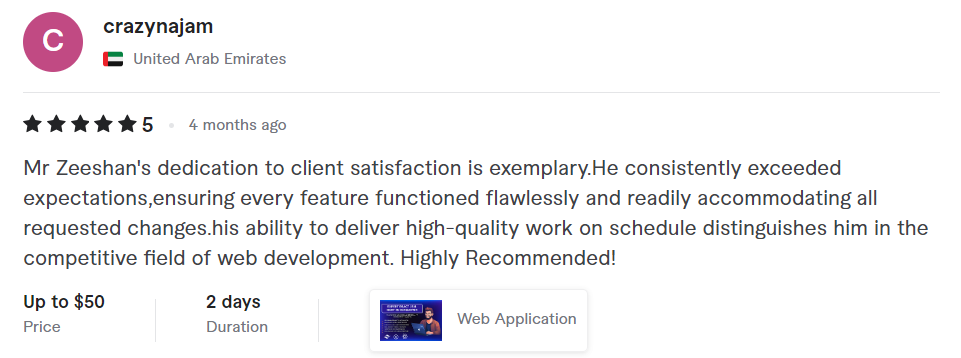 C
crazynajam
United Arab Emirates
5
4 months ago
Mr Zeeshan's dedication to client satisfaction is exemplary.He consistently exceeded
expectations,ensuring every feature functioned flawlessly and readily accommodating all
requested changes.his ability to deliver high-quality work on schedule distinguishes him in the
competitive field of web development. Highly Recommended!
Up to $50
Price
2 days
Duration
Web Application